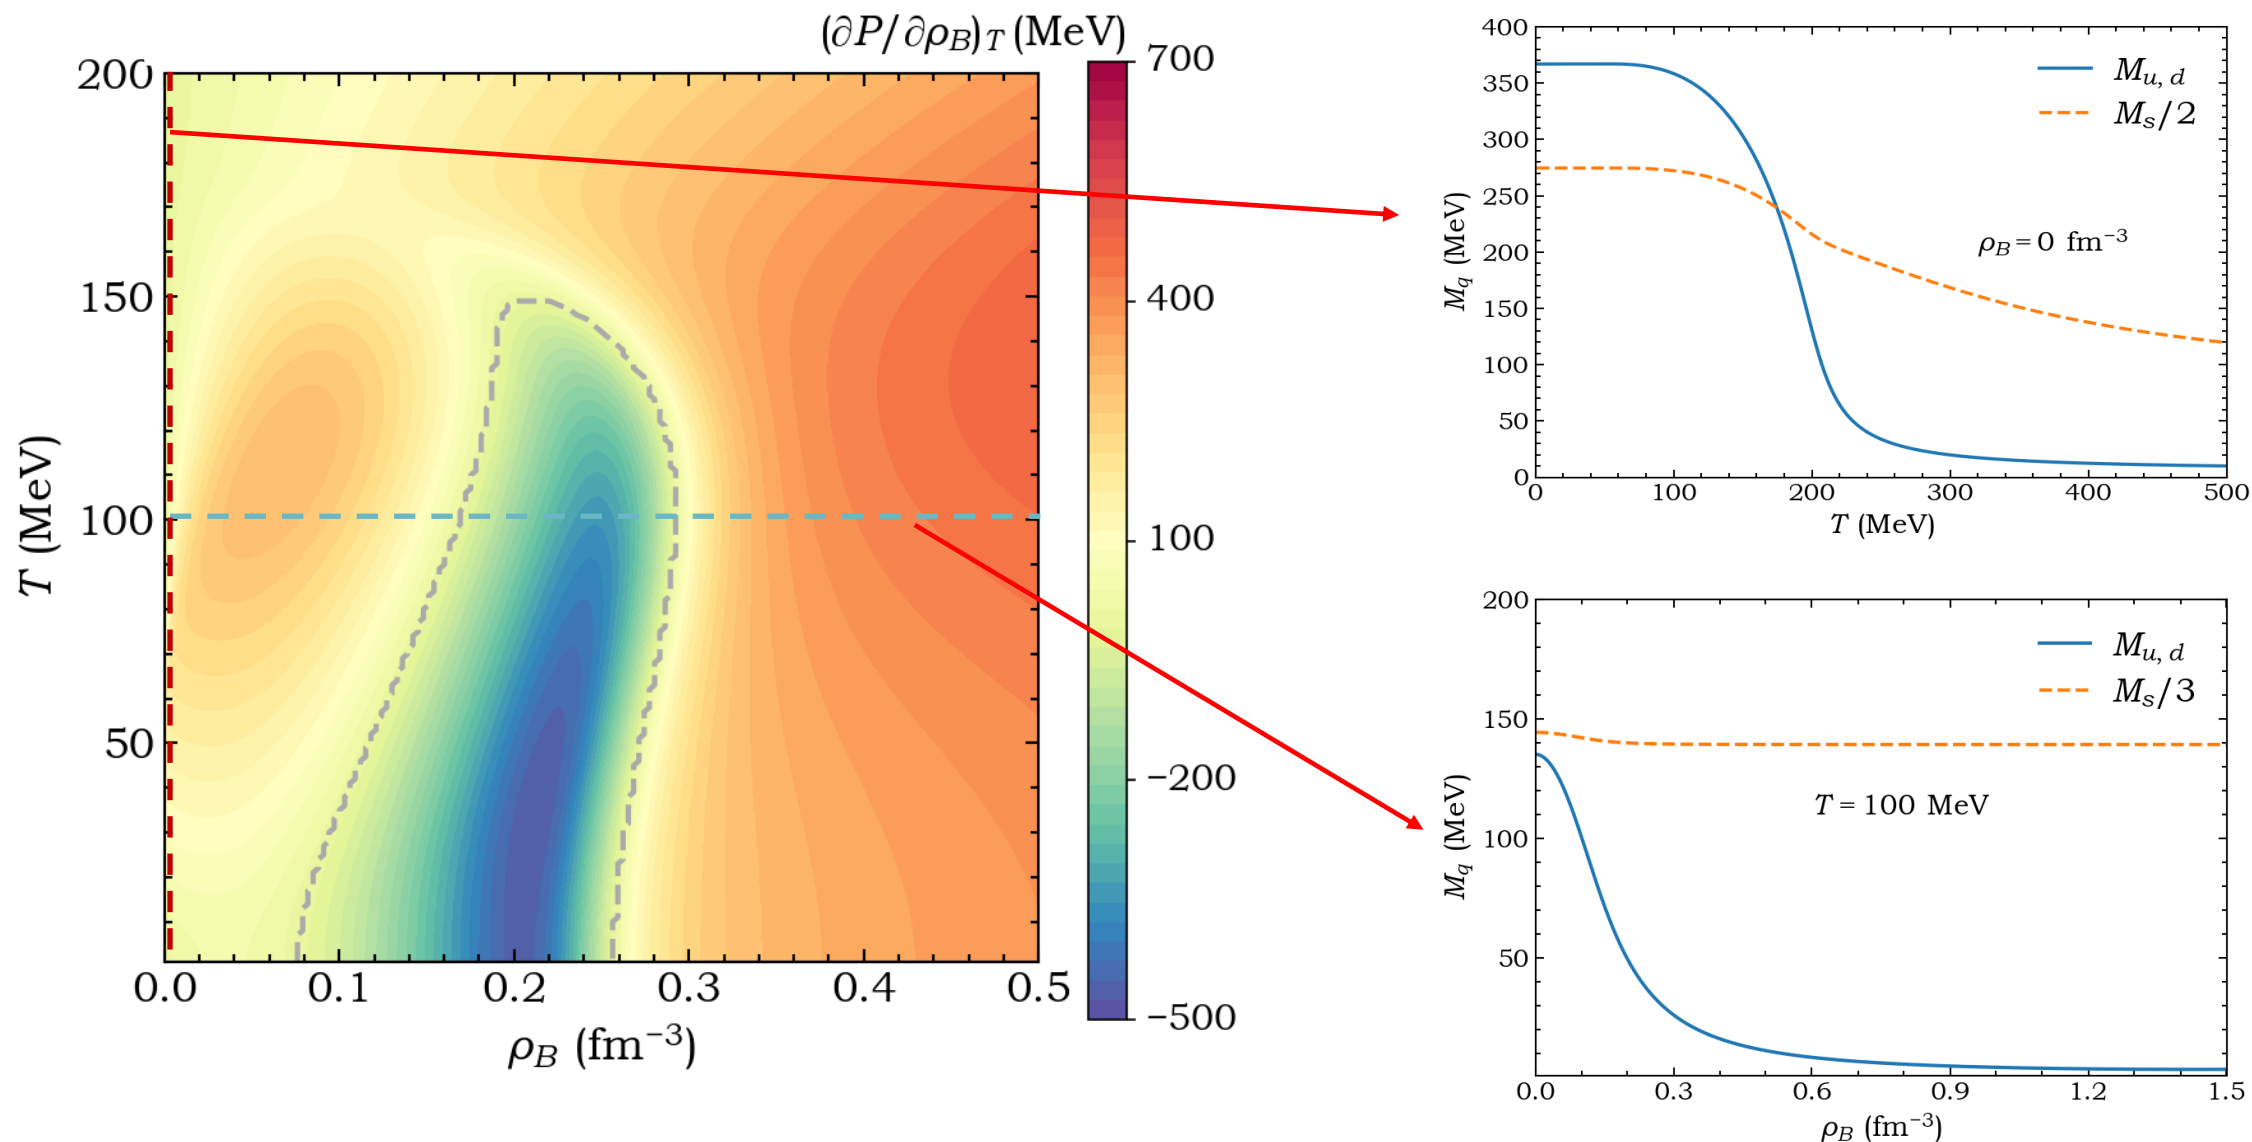 (∂P/∂ρB)T (MeV)
200
150
100
50
T (MeV)
0.0 0.1 0.2 0.3 0.4 0.5
ρB (fm−3)
700
400
100
−200
−500
400
350
300
250
200
150
100
50
0
Mq (MeV)
Mu, d
Ms/2
ρB = 0 fm−3
0 100 200 300 400 500
T (MeV)
200
150
100
50
Mq (MeV)
Mu, d
Ms/3
T = 100 MeV
0.0 0.3 0.6 0.9 1.2 1.5
ρB (fm−3)